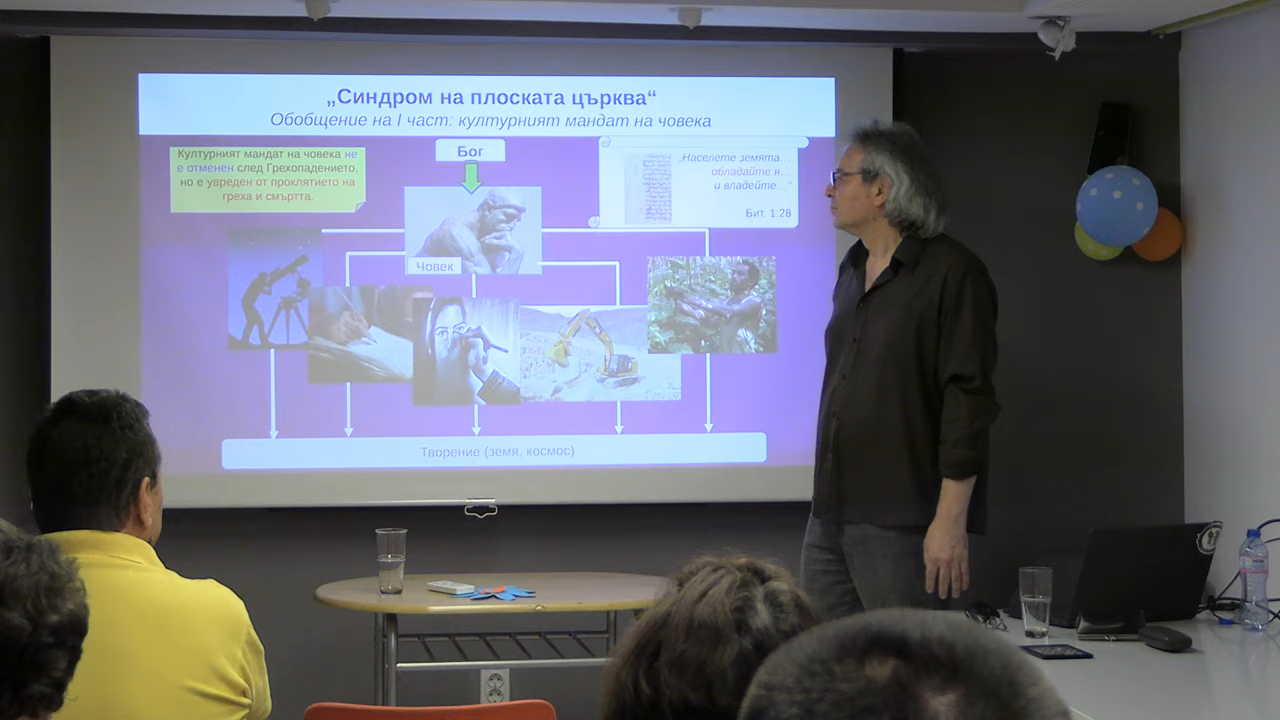 „Синдром на плоската църква“
Обобщение на I част: културният мандат на човека
Културният мандат на човека не
е отменен след Грехопадението,
но е увреден от проклятието на
греха и смъртта.
Бог
„Населете земята…
обладайте я…
и владейте…“
Бит. 1:28
Човек
Творение (земя, космос)